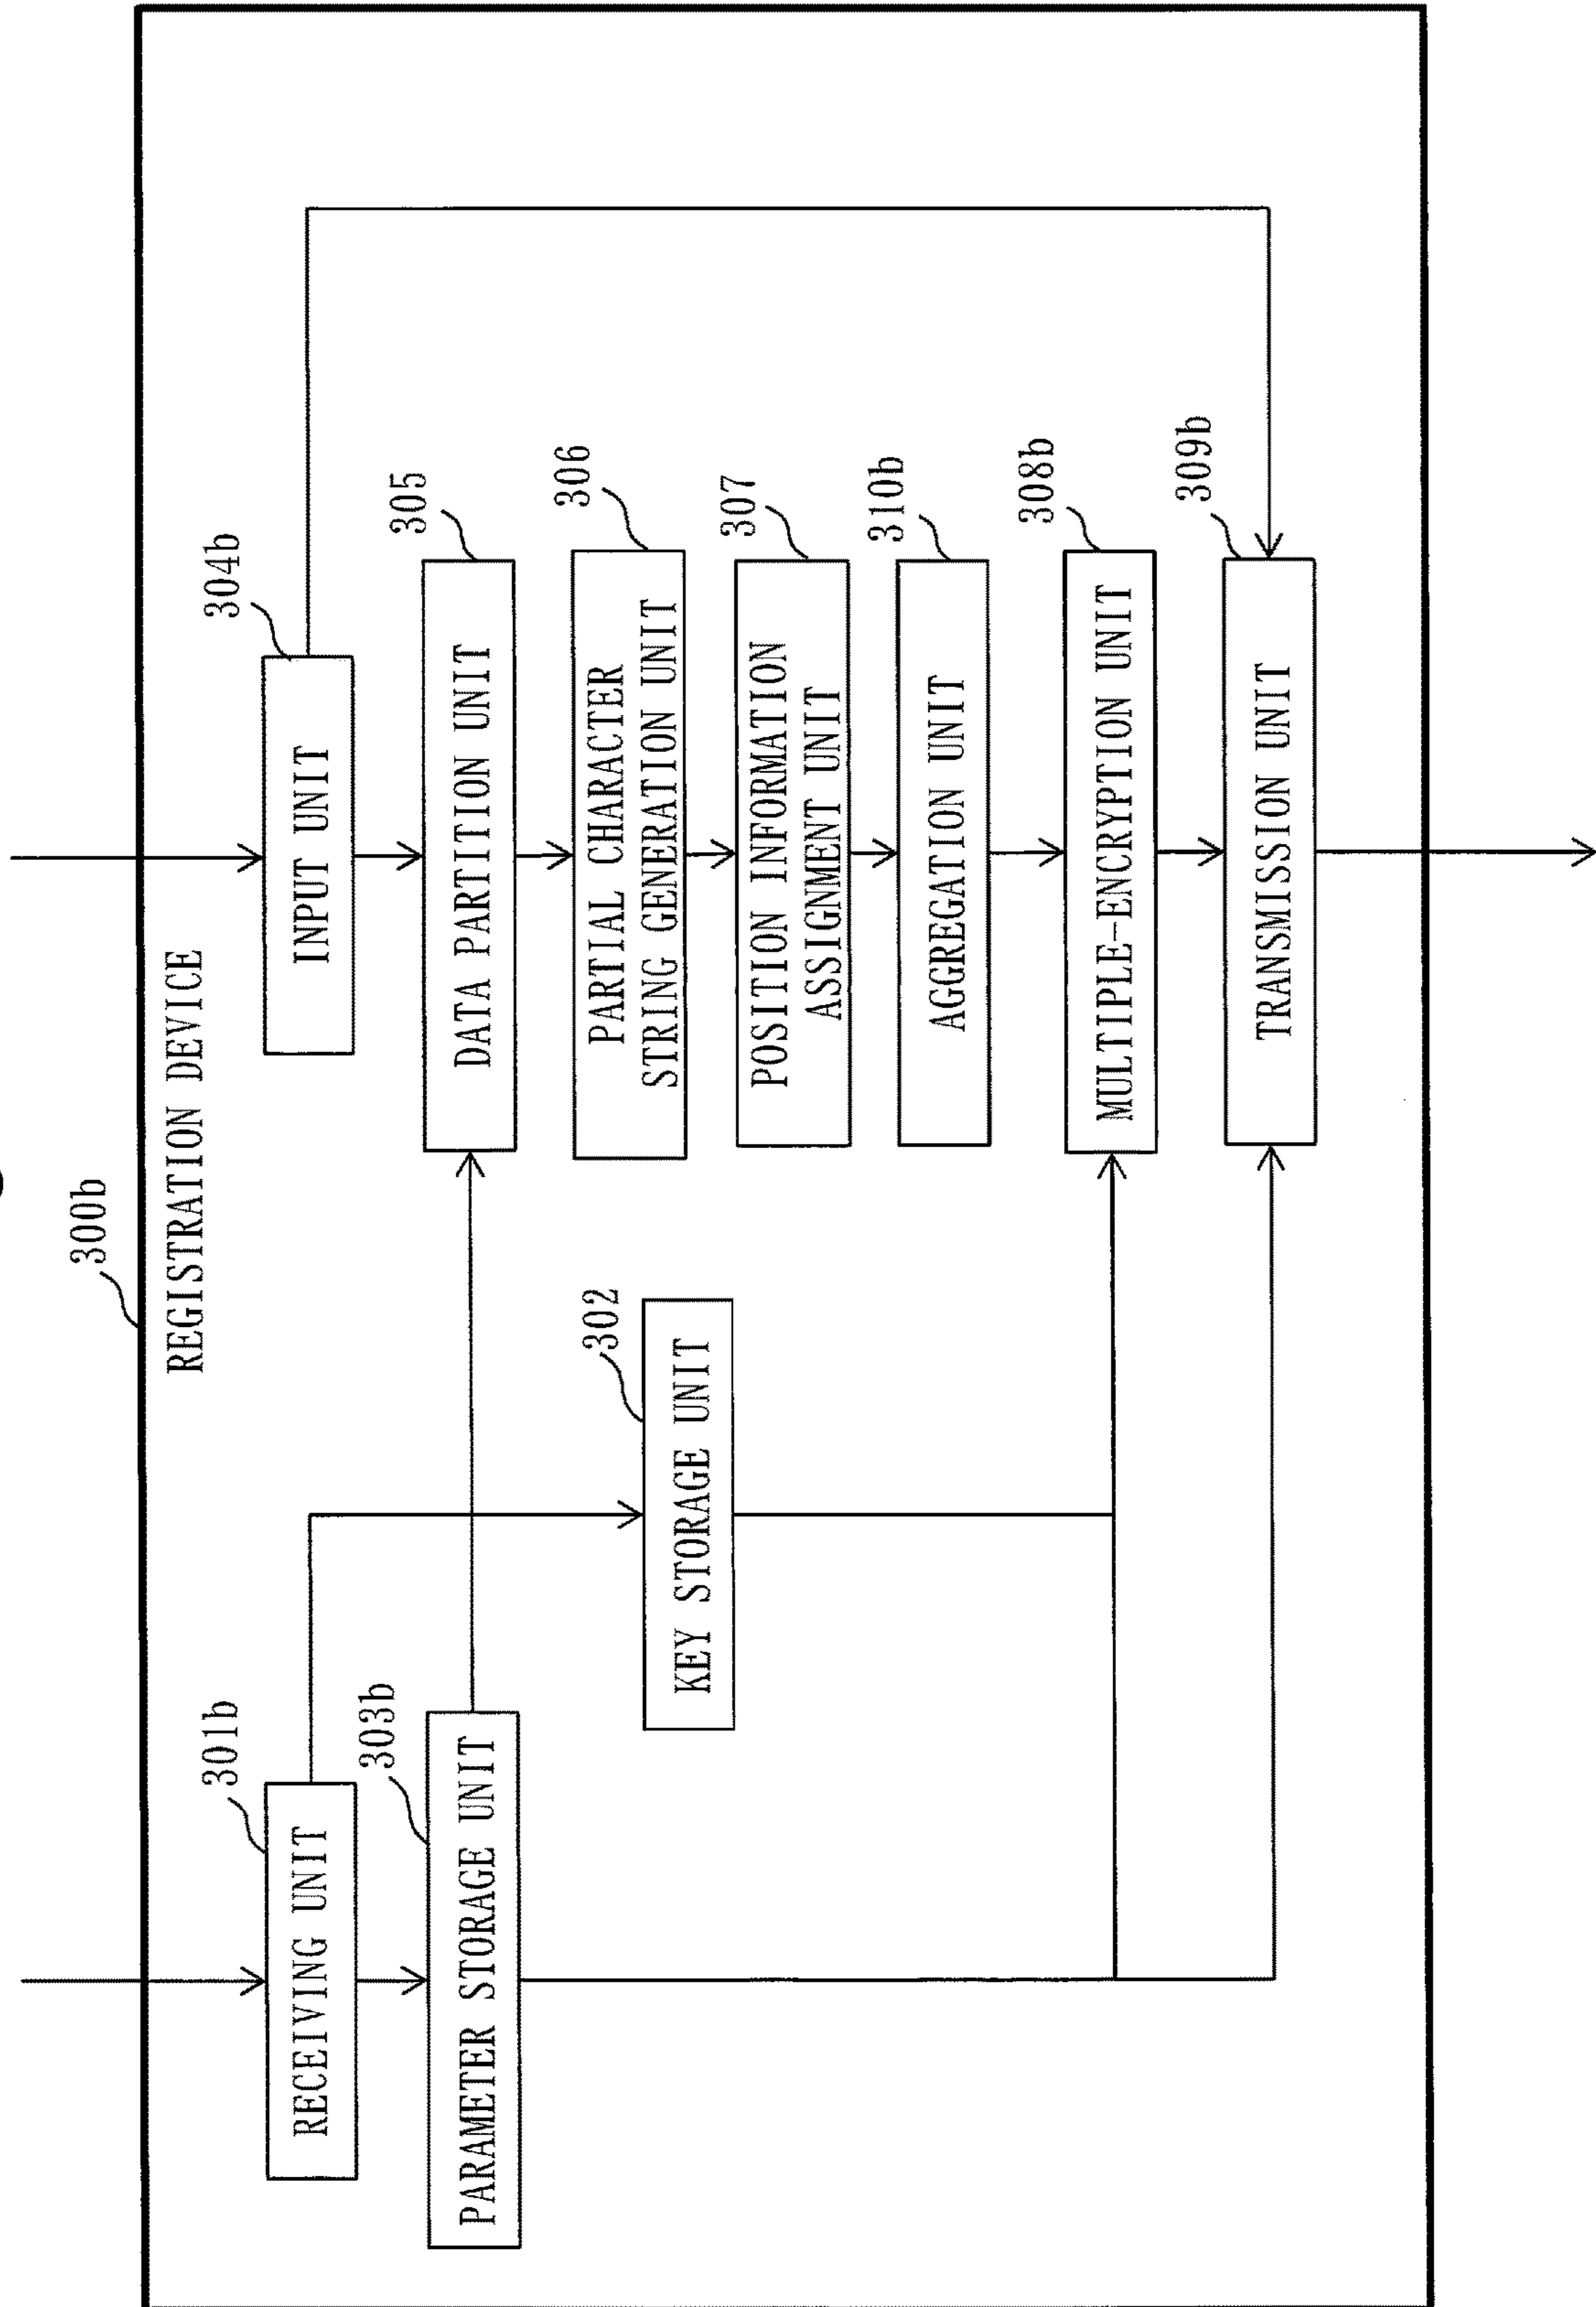 300b
REGISTRATION DEVICE
301b
RECEIVING UNIT
303b
PARAMETER STORAGE UNIT
302
KEY STORAGE UNIT
304b
INPUT UNIT
305
DATA PARTITION UNIT
306
PARTIAL CHARACTER
STRING GENERATION UNIT
307
POSITION INFORMATION
ASSIGNMENT UNIT
310b
AGGREGATION UNIT
308b
MULTIPLE-ENCRYPTION UNIT
309b
TRANSMISSION UNIT